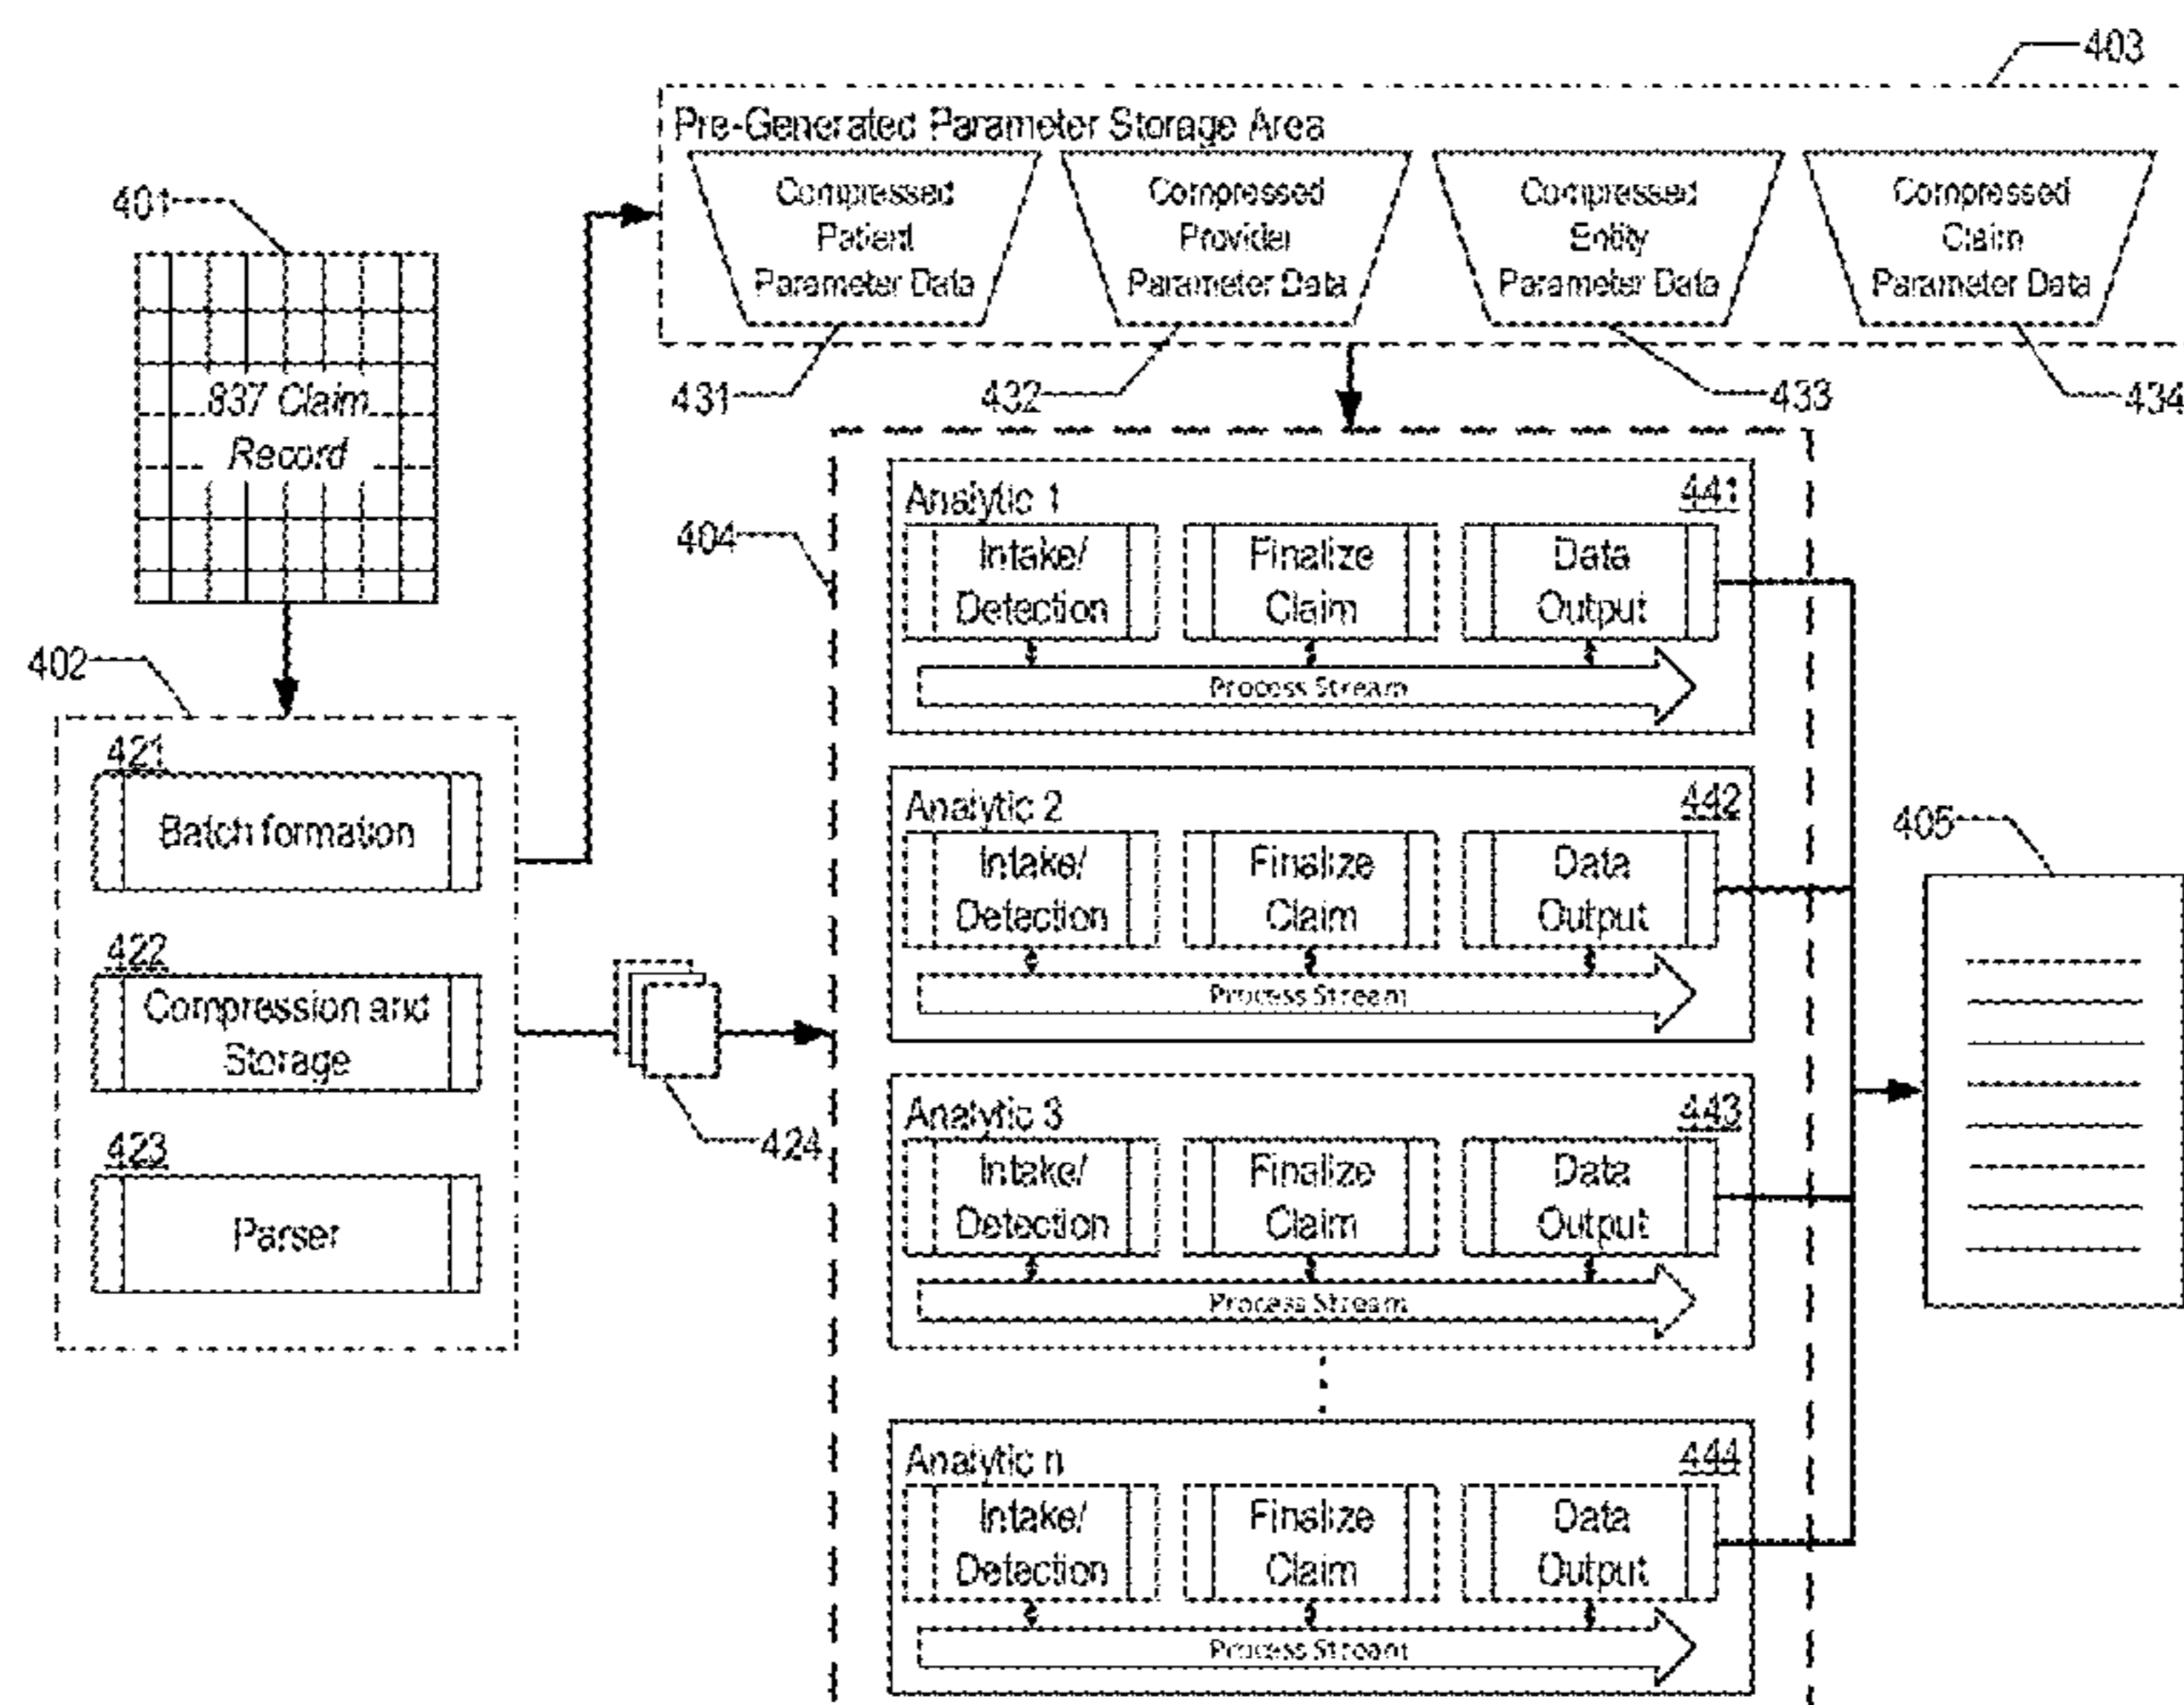 403
Pre-Generated Parameter Storage Area
Compressed
Patient
Parameter Data
Compressed
Provider
Parameter Data
Compressed
Entity
Parameter Data
Compressed
Claim
Parameter Data
431
432
433
434
401
837 Claim
Record
402
421
Batch formation
422
Compression and
Storage
423
Parser
424
404
Analytic 1
441
Intake/
Detection
Finalize
Claim
Data
Output
Process Stream
Analytic 2
442
Intake/
Detection
Finalize
Claim
Data
Output
Process Stream
Analytic 3
443
Intake/
Detection
Finalize
Claim
Data
Output
Process Stream
Analytic n
444
Intake/
Detection
Finalize
Claim
Data
Output
Process Stream
405